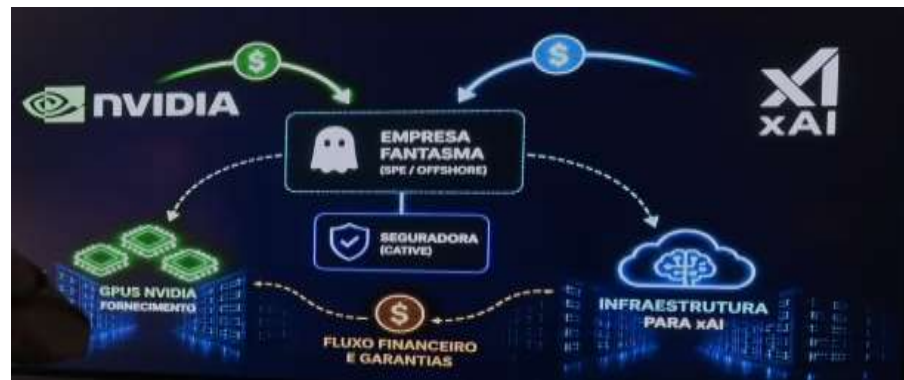 NVIDIA
xAI
EMPRESA
FANTASMA
(SPE / OFFSHORE)
SEGURADORA
(CATIVE)
GPUS NVIDIA
FORNECIMENTO
INFRAESTRUTURA
PARA xAI
FLUXO FINANCEIRO
E GARANTIAS